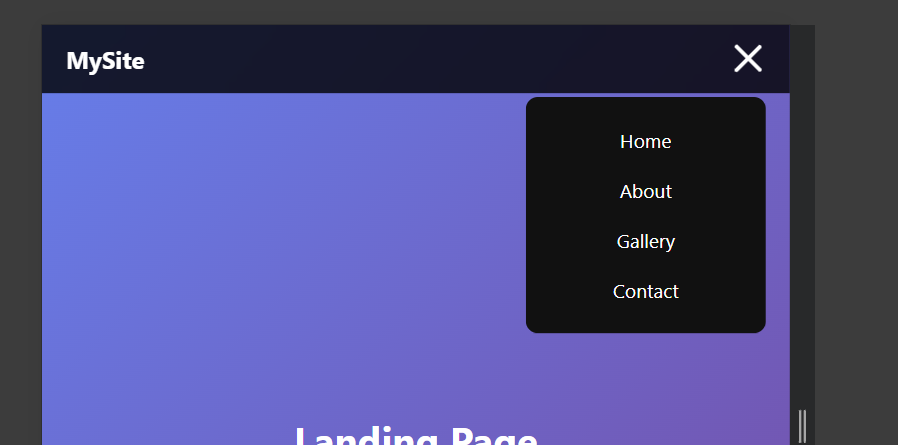 MySite
Home
About
Gallery
Contact
Landing Page